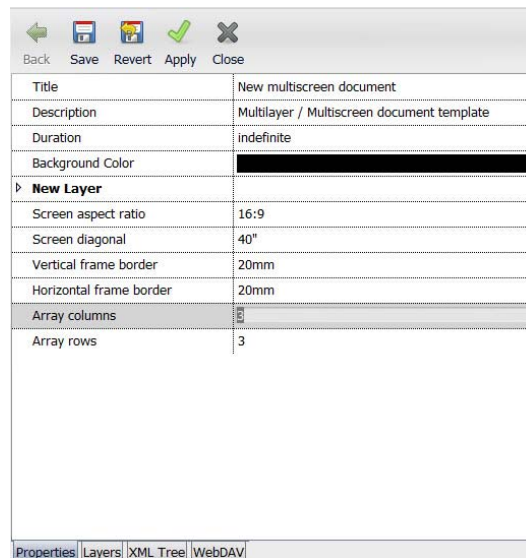 Back Save Revert Apply Close
Title New multiscreen document
Description Multilayer / Multiscreen document template
Duration indefinite
Background Color
New Layer
Screen aspect ratio 16:9
Screen diagonal 40"
Vertical frame border 20mm
Horizontal frame border 20mm
Array columns 3
Array rows 3
Properties Layers XML Tree WebDAV